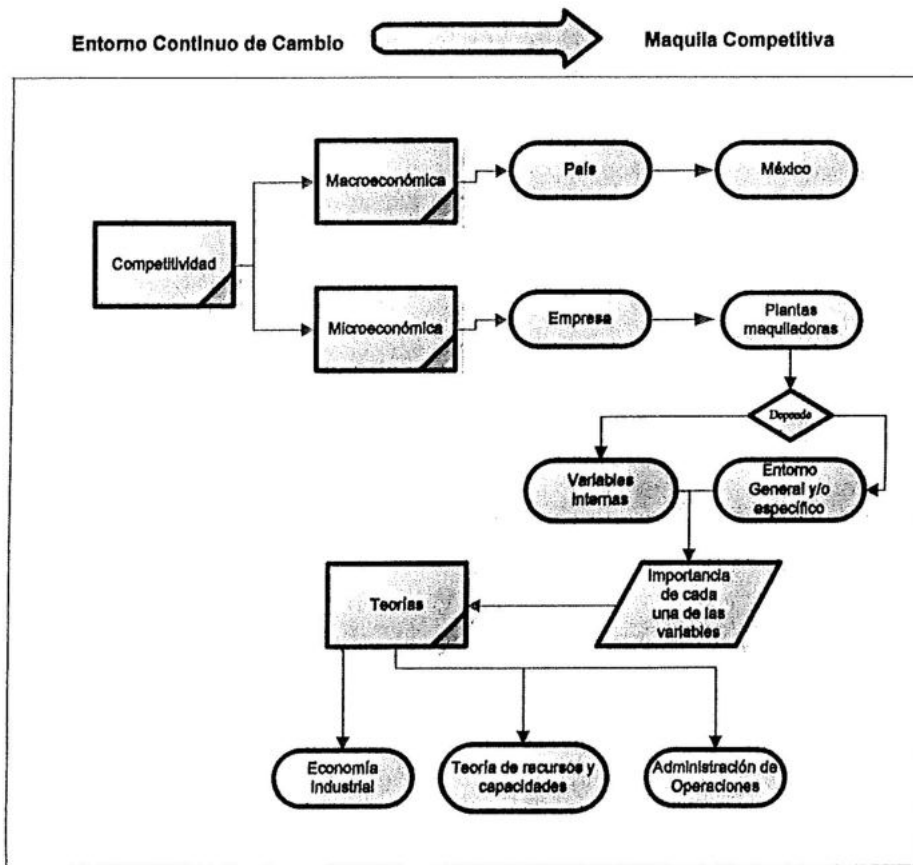 Entorno Continuo de Cambio
Maquila Competitiva
Macroeconómica
País
México
Competitividad
Microeconómica
Empresa
Plantas
maquiladoras
Depende
Variables
Internas
Entorno
General y/o
específico
Importancia
de cada
una de las
variables
Teorías
Economía
Industrial
Teoría de recursos y
capacidades
Administración de
Operaciones